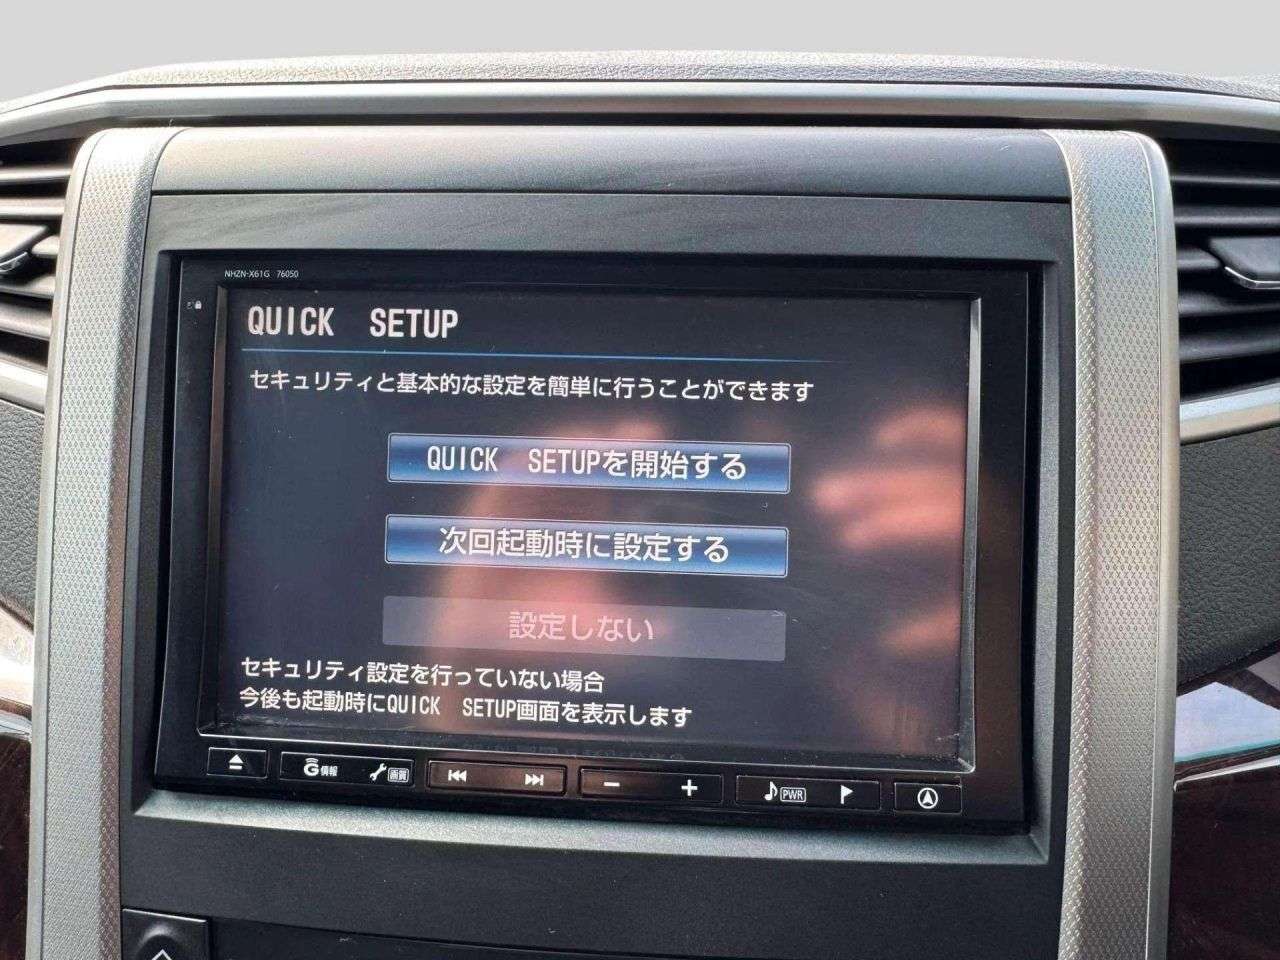 NHZN-X61G 76050
QUICK SETUP
セキュリティと基本的な設定を簡単に行うことができます
QUICK SETUPを開始する
次回起動時に設定する
設定しない
セキュリティ設定を行っていない場合
今後も起動時にQUICK SETUP画面を表示します
G情報 画質 PWR